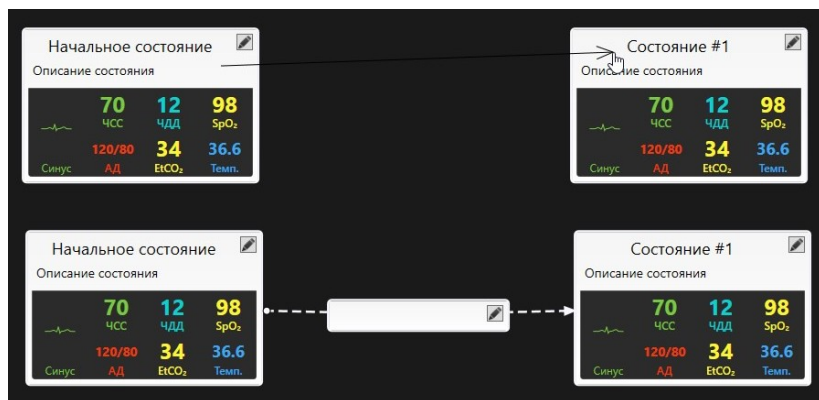 Начальное состояние
Описание состояния
70 12 98
ЧСС ЧДД SpO₂
120/80 34 36.6
Синус АД EtCO₂ Темп.
Состояние #1
Описание состояния
70 12 98
ЧСС ЧДД SpO₂
120/80 34 36.6
Синус АД EtCO₂ Темп.
Начальное состояние
Описание состояния
70 12 98
ЧСС ЧДД SpO₂
120/80 34 36.6
Синус АД EtCO₂ Темп.
Состояние #1
Описание состояния
70 12 98
ЧСС ЧДД SpO₂
120/80 34 36.6
Синус АД EtCO₂ Темп.